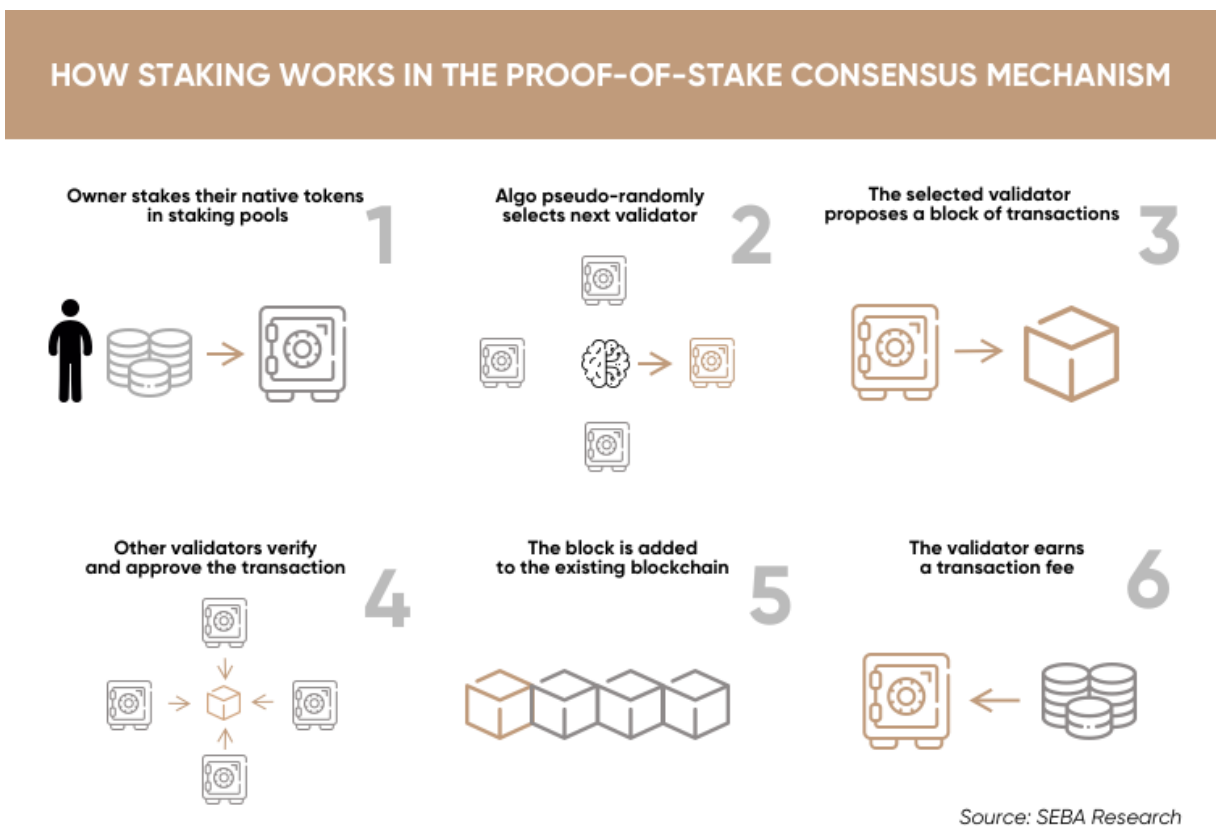 HOW STAKING WORKS IN THE PROOF-OF-STAKE CONSENSUS MECHANISM
Owner stakes their native tokens
in staking pools
1
Algo pseudo-randomly
selects next validator
2
The selected validator
proposes a block of transactions
3
Other validators verify
and approve the transaction
4
The block is added
to the existing blockchain
5
The validator earns
a transaction fee
6
Source: SEBA Research